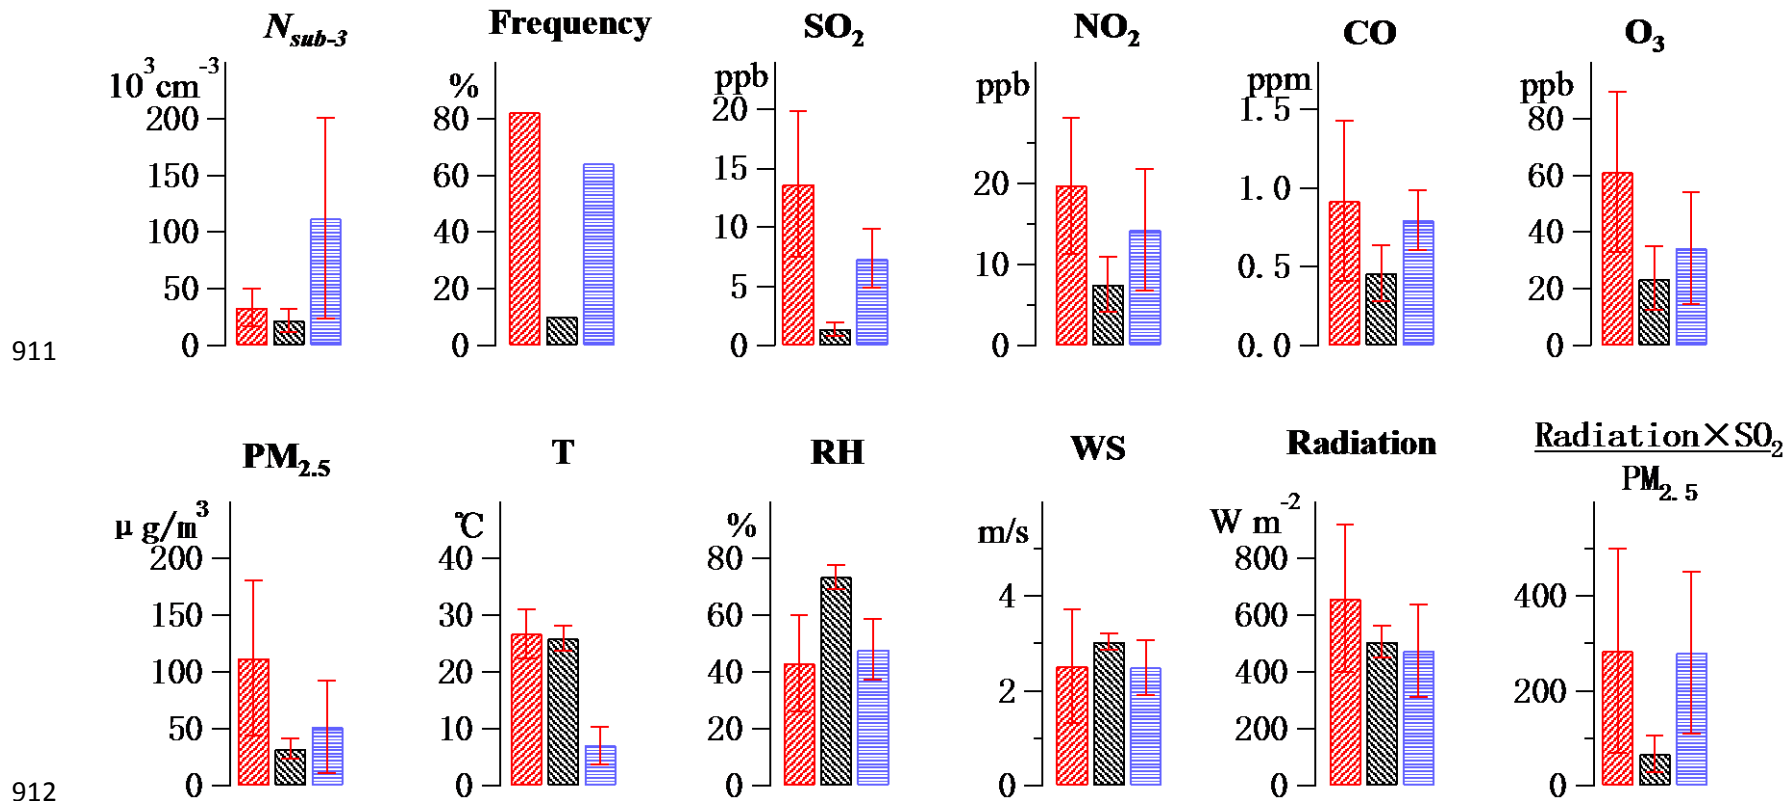 N_sub-3 Frequency SO2 NO2 CO O3
10^3cm^-3 % ppb ppb ppm ppb
200 150 100 50 0
80 60 40 20 0
20 15 10 5 0
20 10 0
1.5 1.0 0.5 0.0
80 60 40 20 0
911
PM2.5 T RH WS Radiation Radiation×SO2
PM2.5
μg/m^3 ℃ % m/s W m^-2
200 150 100 50 0
40 30 20 10 0
80 60 40 20 0
4 2 0
800 600 400 200 0
400 200 0
912